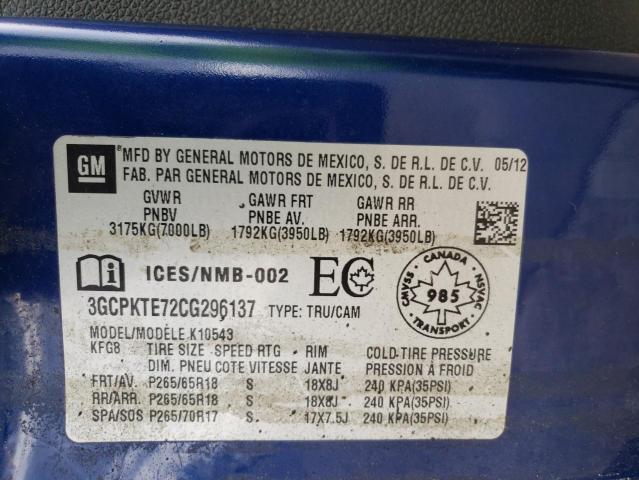 GM
MFD BY GENERAL MOTORS DE MEXICO, S. DE R.L. DE C.V. 05/12
FAB. PAR GENERAL MOTORS DE MEXICO, S. DE R.L. DE C.V.
GVWR GAWR FRT GAWR RR
PNBV PNBE AV. PNBE ARR.
3175KG(7000LB) 1792KG(3950LB) 1792KG(3950LB)
ICES/NMB-002 EC
CANADA
CMVSS 985 NSVAC
TRANSPORT
3GCPKTE72CG296137 TYPE: TRU/CAM
MODEL/MODÈLE K10543
KFG8 TIRE SIZE SPEED RTG RIM COLD TIRE PRESSURE
DIM. PNEU COTE VITESSE JANTE PRESSION À FROID
FRT/AV. P265/65R18 S 18X8J 240 KPA(35PSI)
RR/ARR. P265/65R18 S 18X8J 240 KPA(35PSI)
SPA/SOS P265/70R17 S 17X7.5J 240 KPA(35PSI)